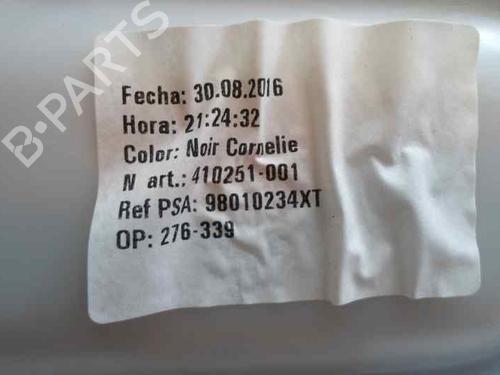 B-PARTS
Fecha: 30.08.2016
Hora: 21:24:32
Color: Noir Cornelie
N art.: 410251-001
Ref PSA: 98010234XT
OP: 276-339